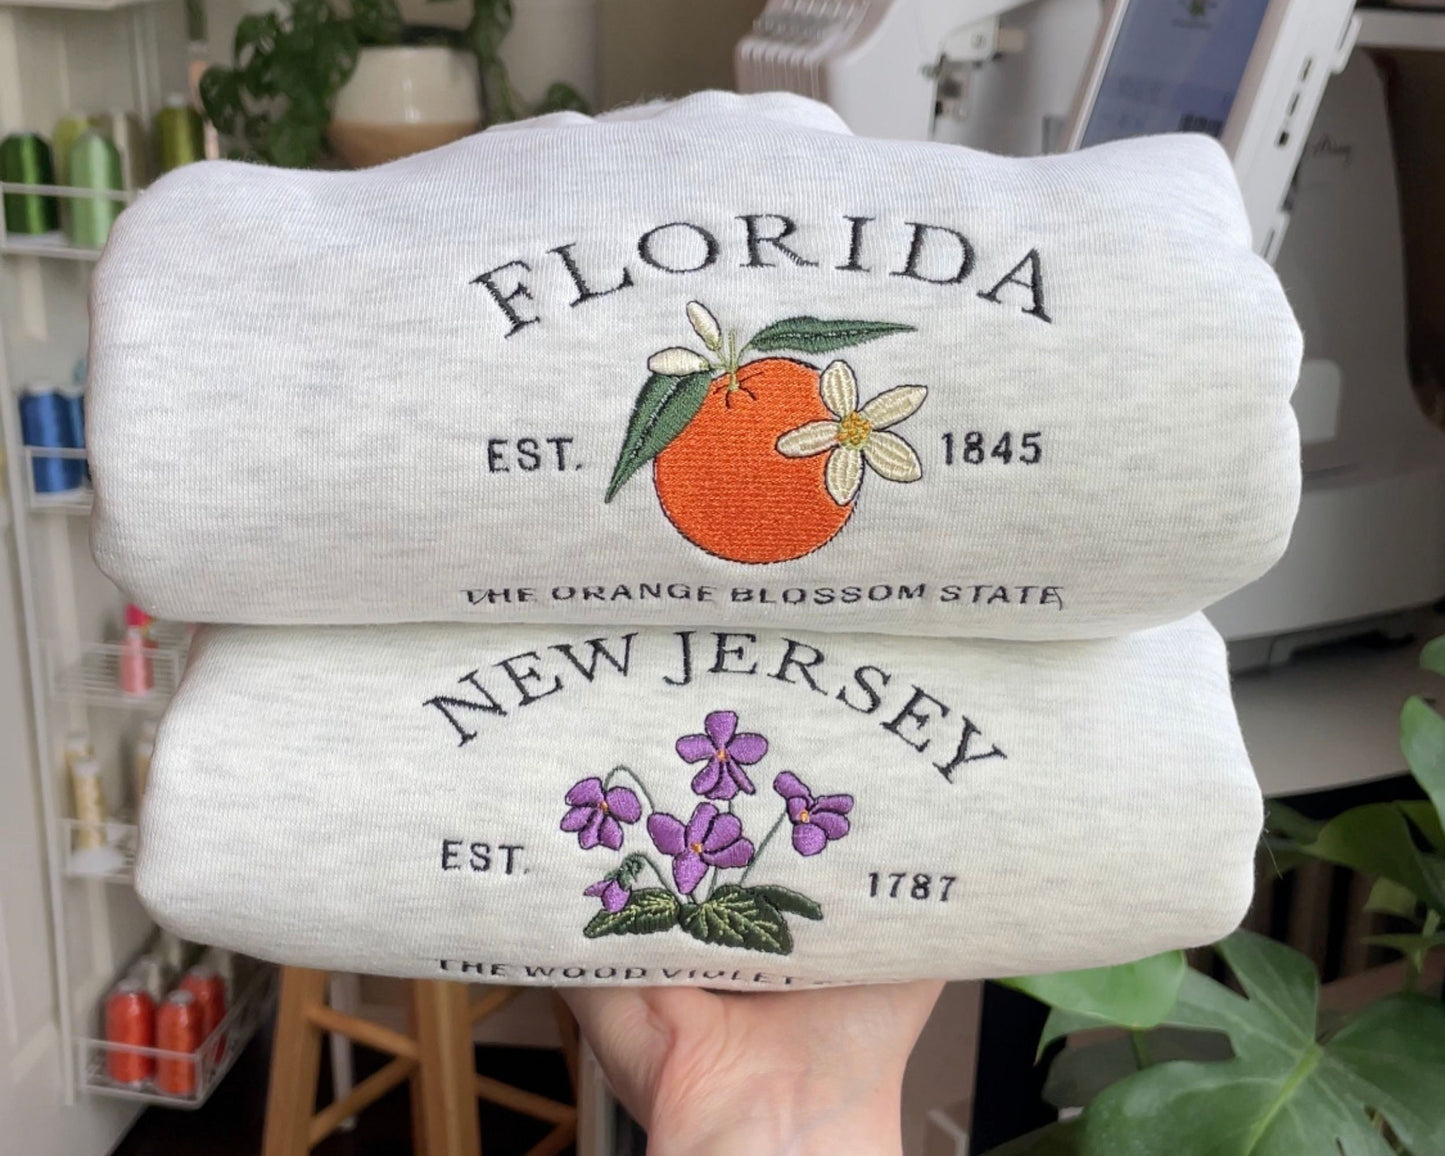 FLORIDA
EST. 1845
THE ORANGE BLOSSOM STATE
NEW JERSEY
EST. 1787
THE WOOD VIOLET